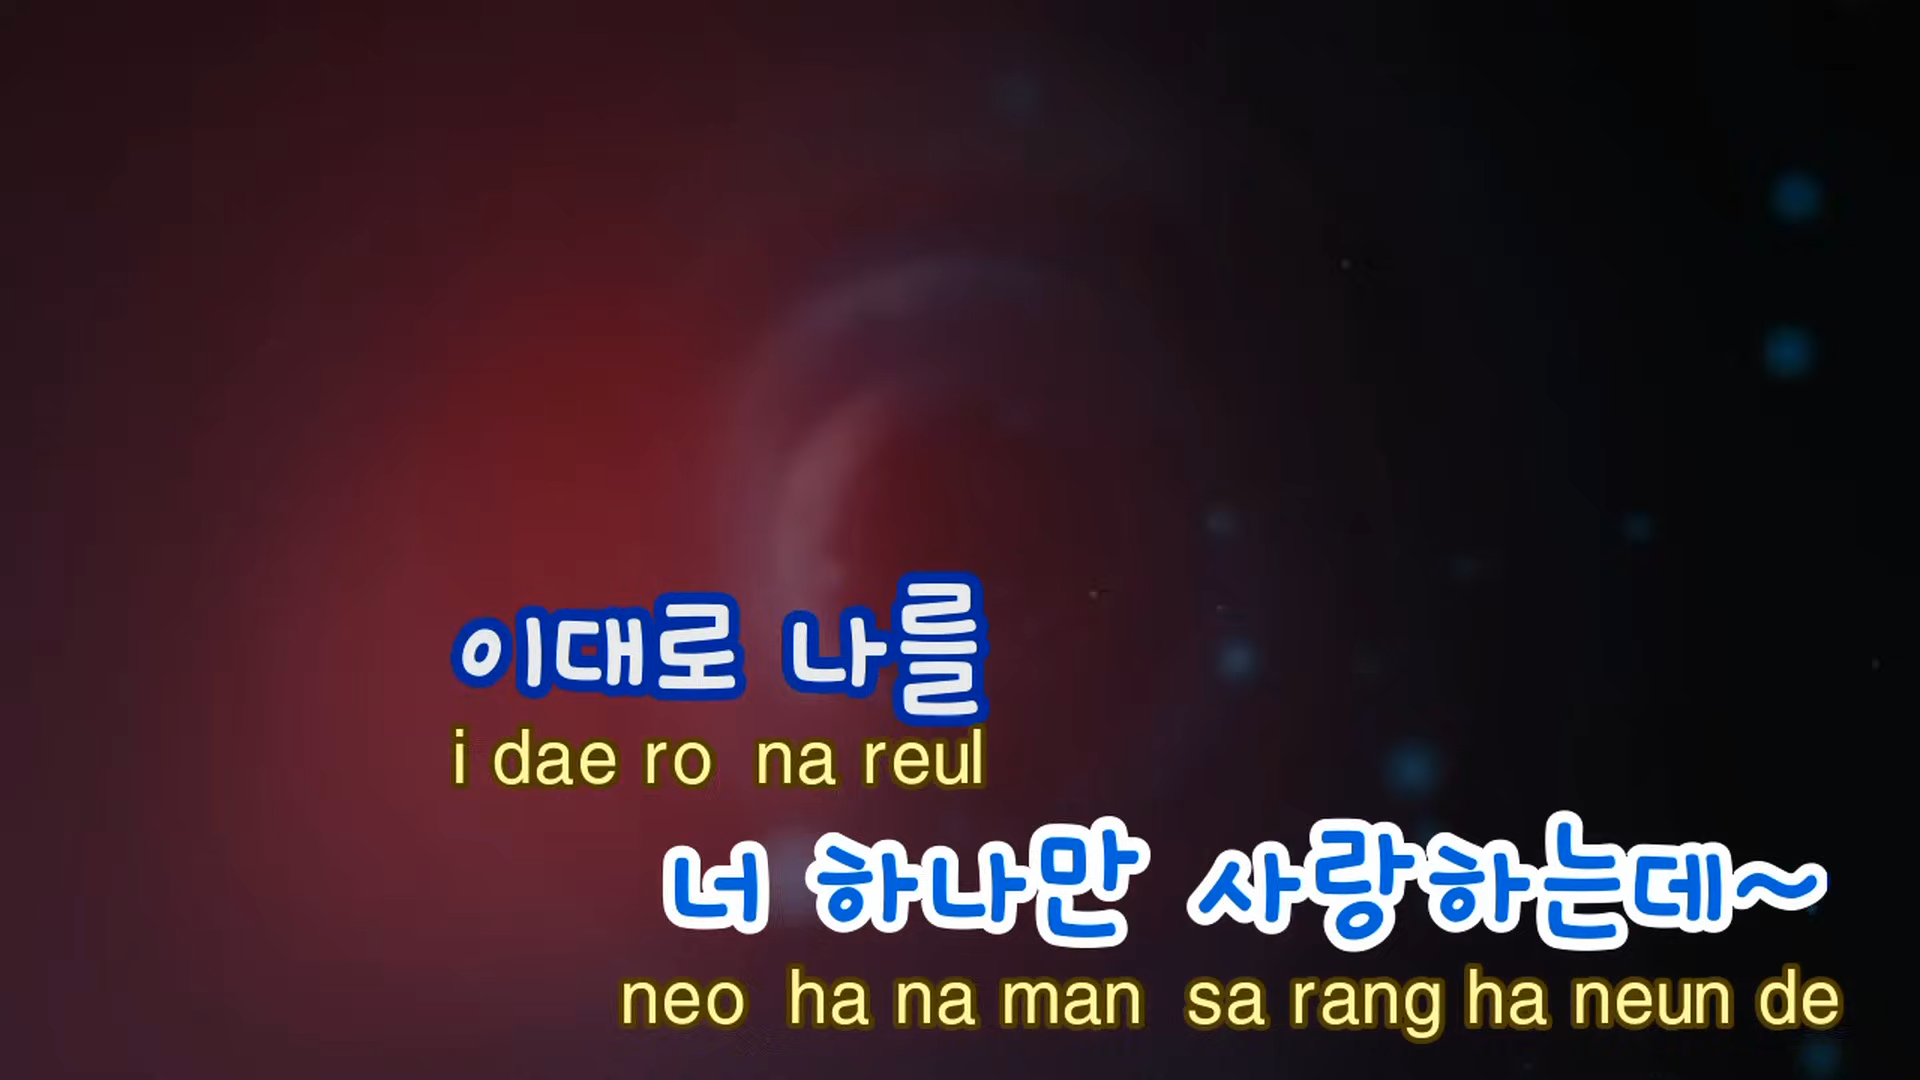 이대로 나를
i dae ro na reul
너 하나만 사랑하는데~
neo ha na man sa rang ha neun de